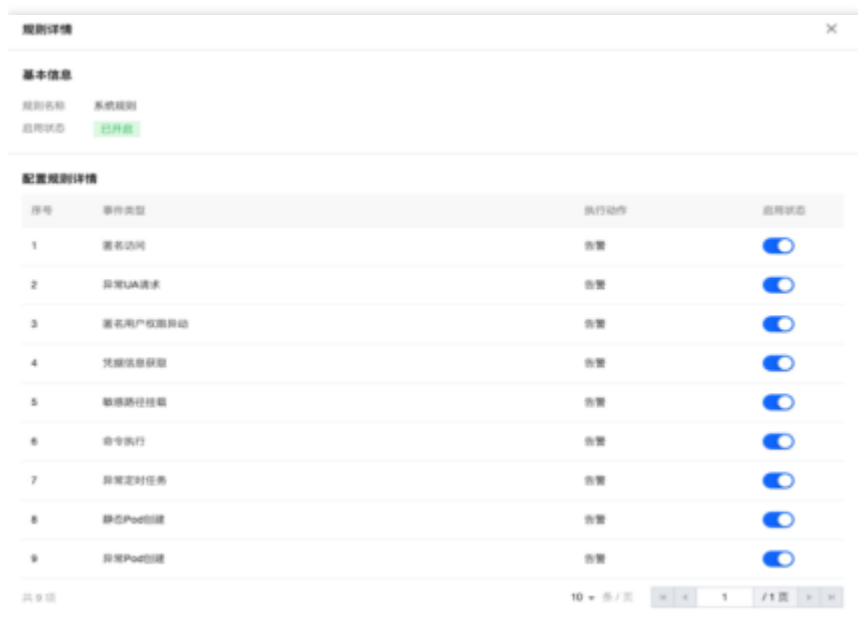 规则详情
基本信息
规则名称 系统规则
启用状态 已开启
配置规则详情
序号 事件类型 执行动作 启用状态
1 匿名访问 告警
2 异常UA请求 告警
3 匿名用户权限异动 告警
4 凭据信息获取 告警
5 敏感路径挂载 告警
6 命令执行 告警
7 异常定时任务 告警
8 静态Pod创建 告警
9 异常Pod创建 告警
共 9 项 10 条 / 页 1 / 1 页